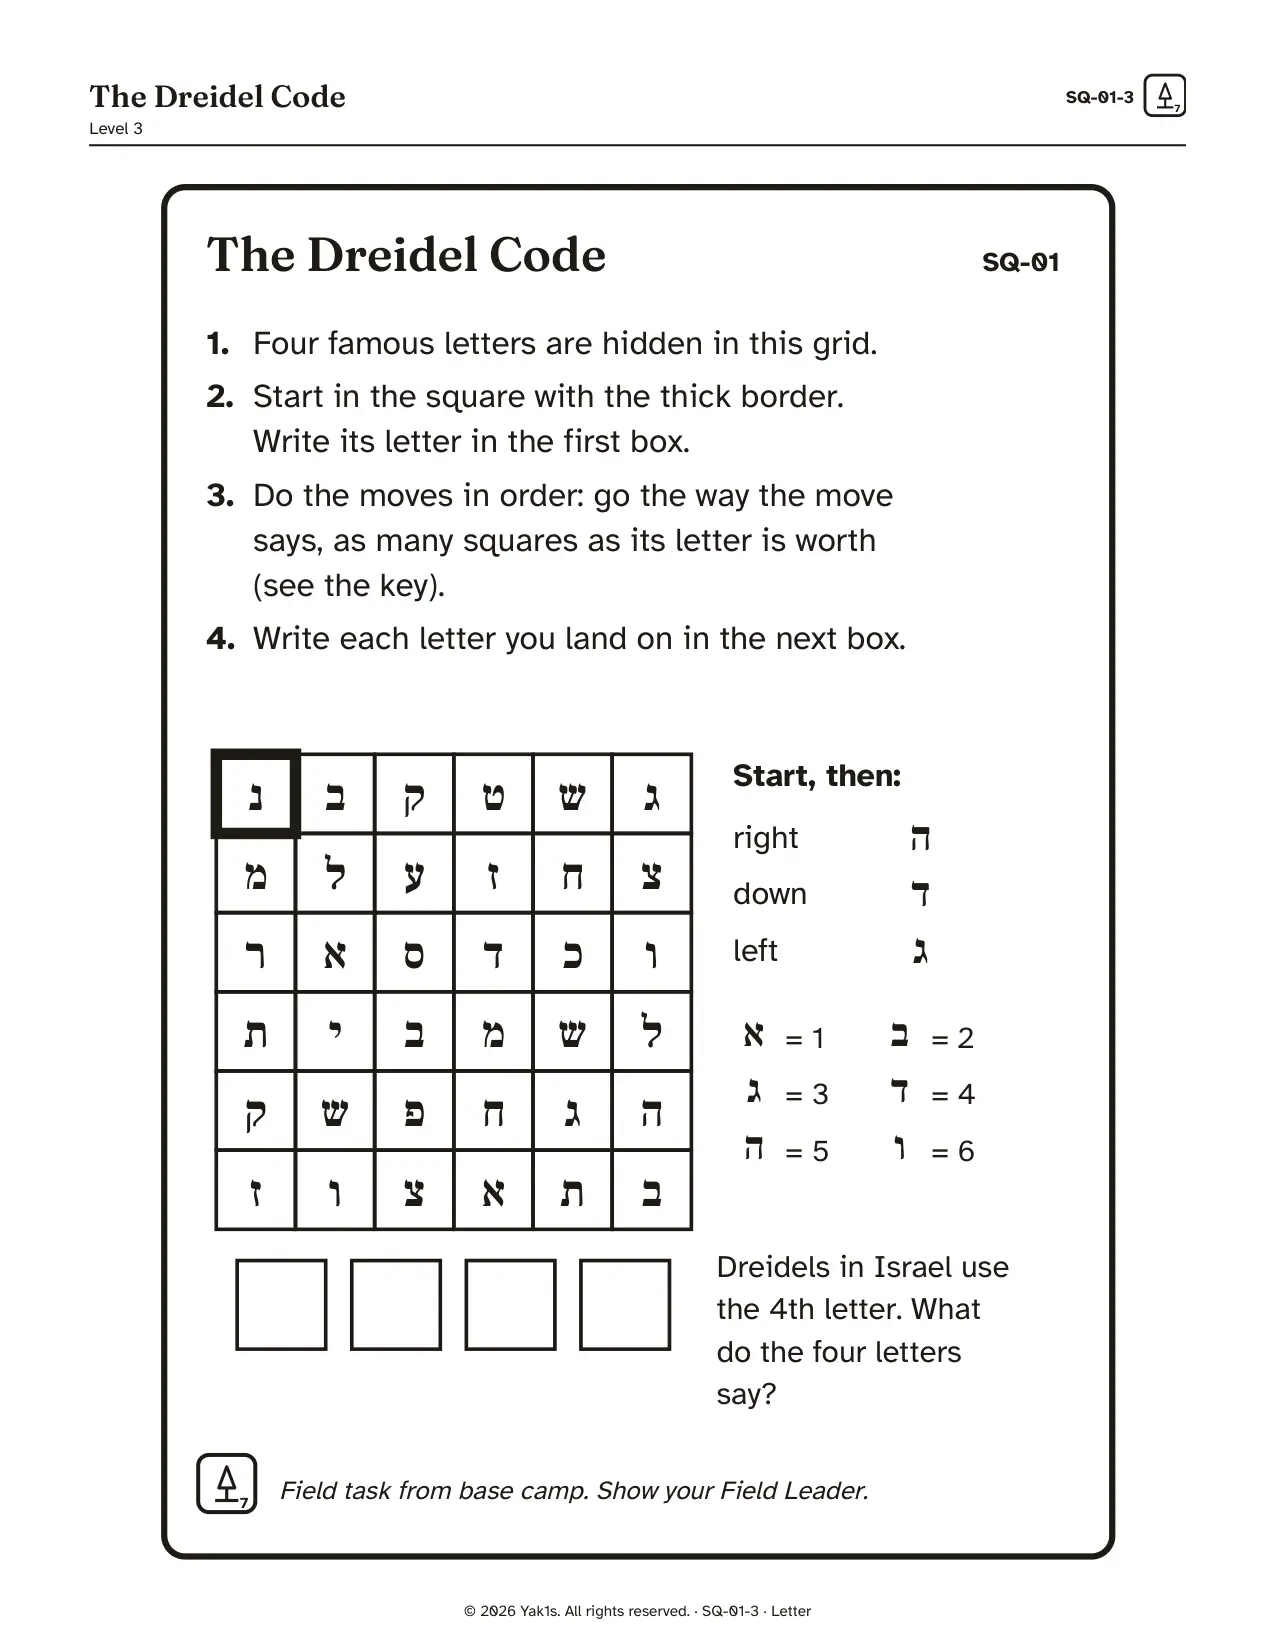 The Dreidel Code
Level 3
SQ-01-3
7
The Dreidel Code
SQ-01
1. Four famous letters are hidden in this grid.
2. Start in the square with the thick border.
Write its letter in the first box.
3. Do the moves in order: go the way the move
says, as many squares as its letter is worth
(see the key).
4. Write each letter you land on in the next box.
נ ב ק ט ש ג
מ ל ע ז ח צ
ר א ס ד כ ו
ת י ב מ ש ל
ק ש פ ח ג ה
ז ו צ א ת ב
Start, then:
right ה
down ד
left ג
א = 1 ב = 2
ג = 3 ד = 4
ה = 5 ו = 6
Dreidels in Israel use
the 4th letter. What
do the four letters
say?
7
Field task from base camp. Show your Field Leader.
© 2026 Yak1s. All rights reserved. · SQ-01-3 · Letter